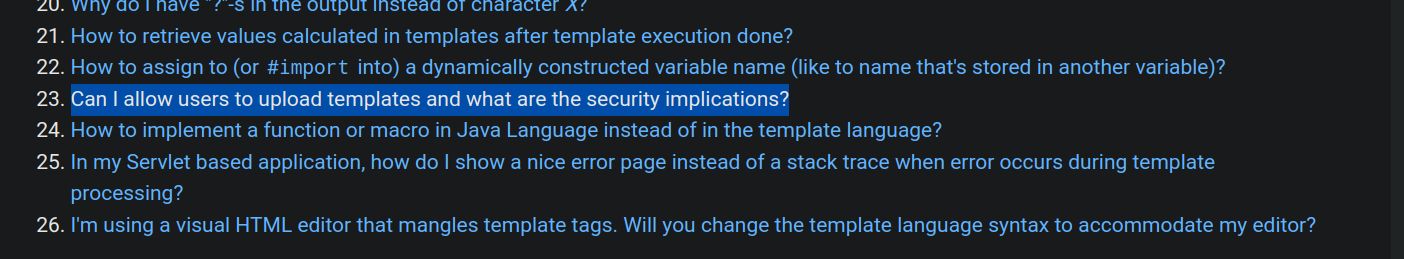 20. Why do I have "?"-s in the output instead of character X?
21. How to retrieve values calculated in templates after template execution done?
22. How to assign to (or #import into) a dynamically constructed variable name (like to name that's stored in another variable)?
23. Can I allow users to upload templates and what are the security implications?
24. How to implement a function or macro in Java Language instead of in the template language?
25. In my Servlet based application, how do I show a nice error page instead of a stack trace when error occurs during template
processing?
26. I'm using a visual HTML editor that mangles template tags. Will you change the template language syntax to accommodate my editor?